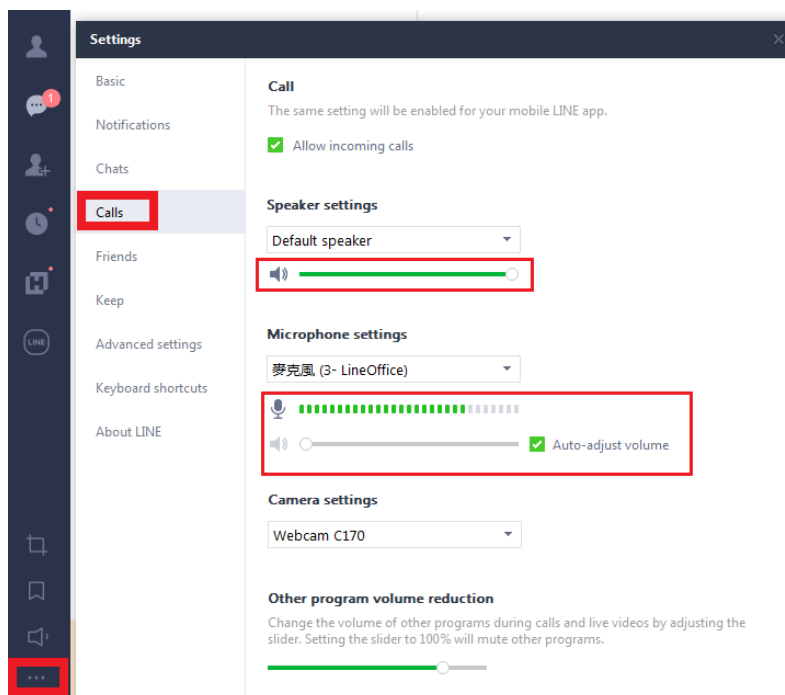 Settings
1
LINE
Basic
Notifications
Chats
Calls
Friends
Keep
Advanced settings
Keyboard shortcuts
About LINE
Call
The same setting will be enabled for your mobile LINE app.
Allow incoming calls
Speaker settings
Default speaker
Microphone settings
麥克風 (3- LineOffice)
Auto-adjust volume
Camera settings
Webcam C170
Other program volume reduction
Change the volume of other programs during calls and live videos by adjusting the
slider. Setting the slider to 100% will mute other programs.